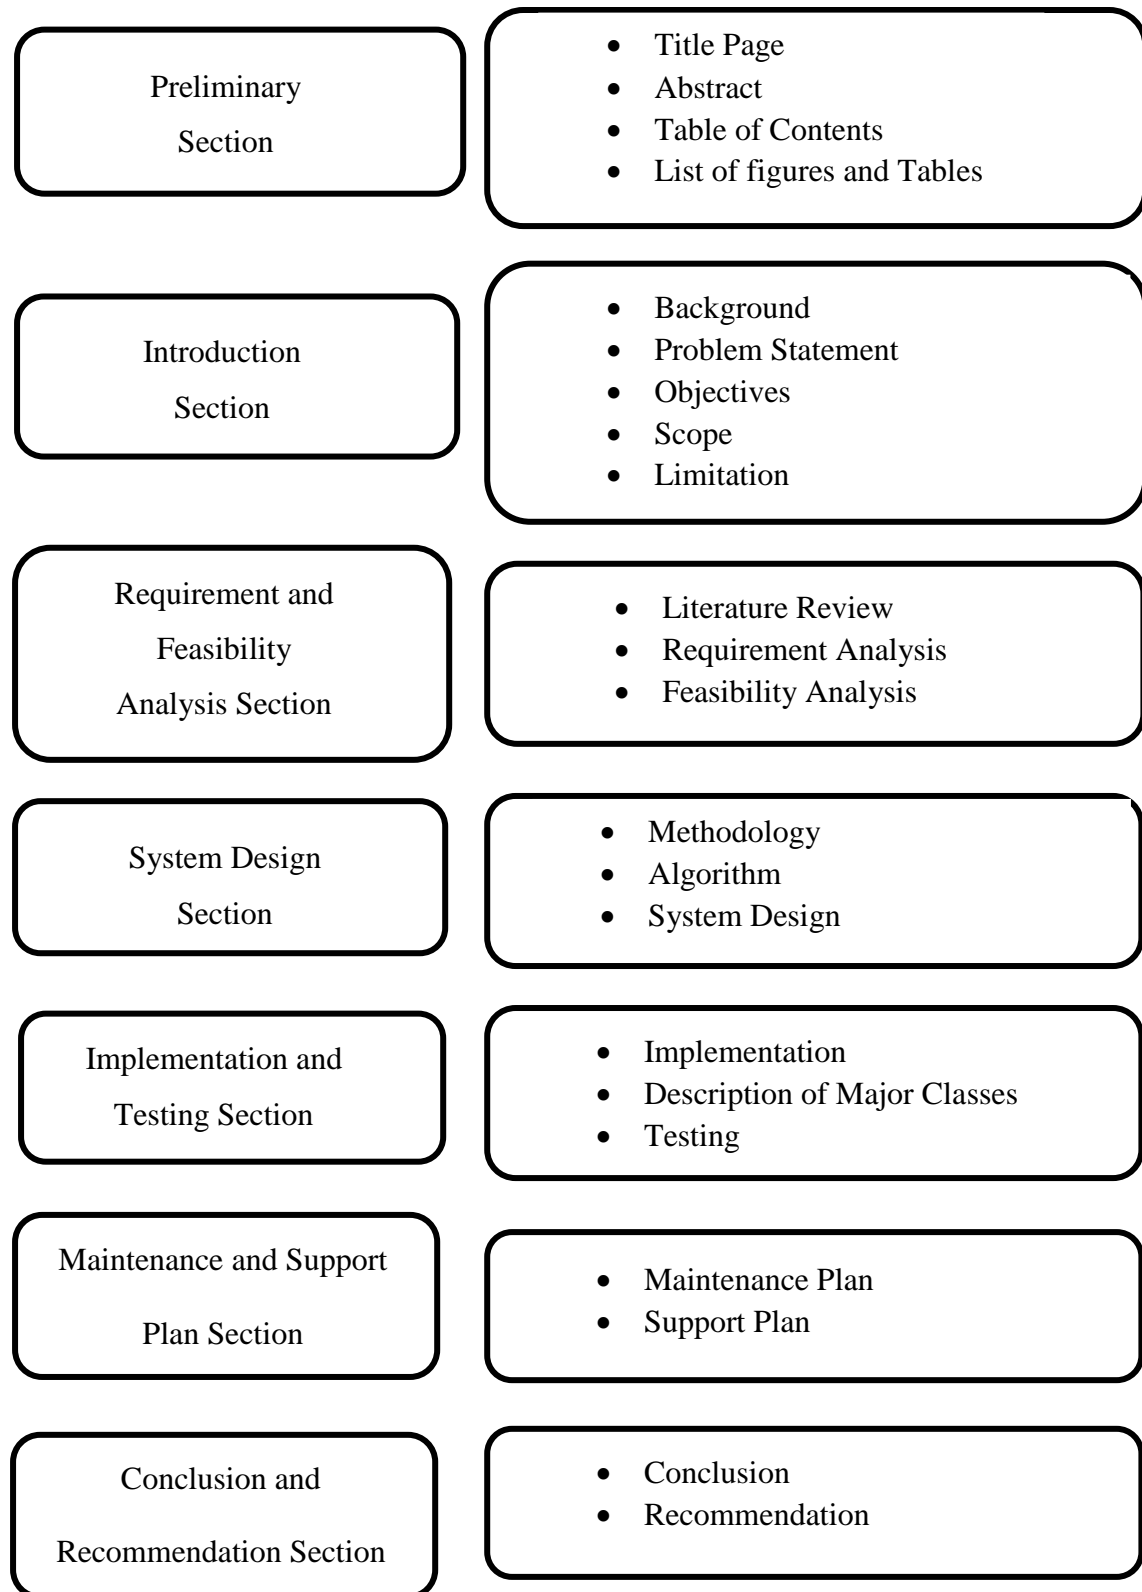 Preliminary
Section
• Title Page
• Abstract
• Table of Contents
• List of figures and Tables
Introduction
Section
• Background
• Problem Statement
• Objectives
• Scope
• Limitation
Requirement and
Feasibility
Analysis Section
• Literature Review
• Requirement Analysis
• Feasibility Analysis
System Design
Section
• Methodology
• Algorithm
• System Design
Implementation and
Testing Section
• Implementation
• Description of Major Classes
• Testing
Maintenance and Support
Plan Section
• Maintenance Plan
• Support Plan
Conclusion and
Recommendation Section
• Conclusion
• Recommendation